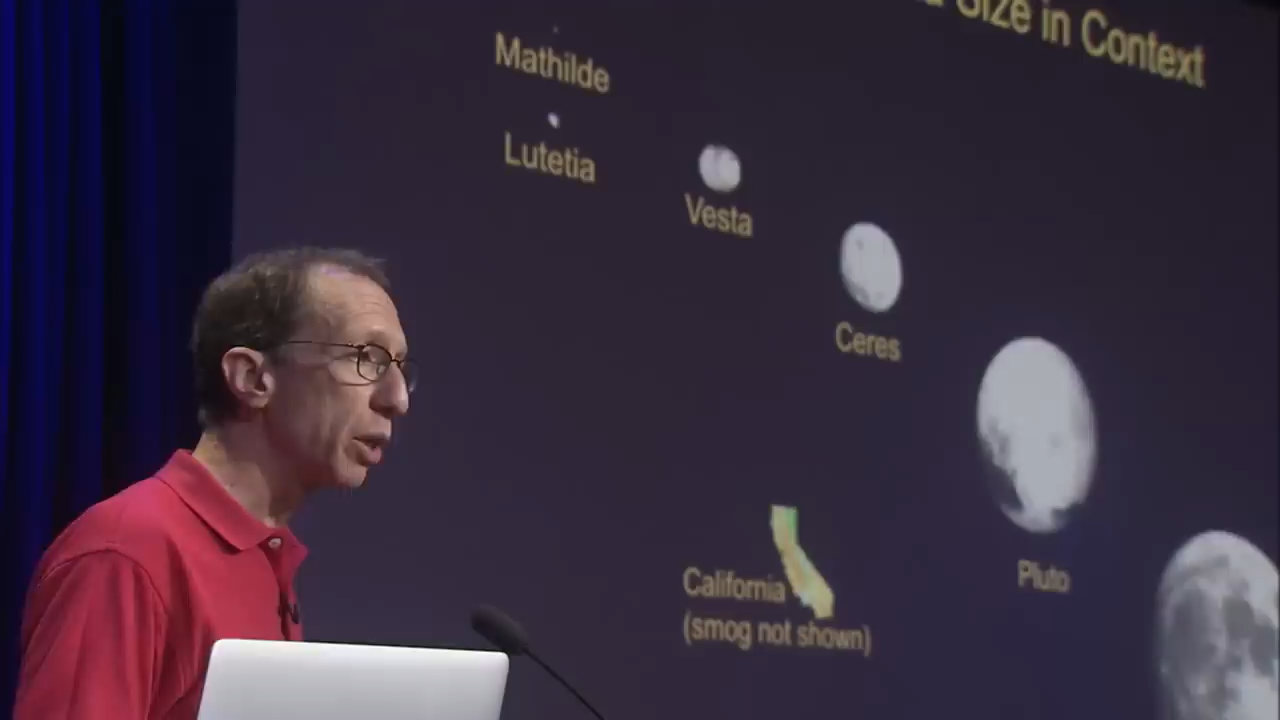 Size in Context
Mathilde
Lutetia
Vesta
Ceres
Pluto
California
(smog not shown)